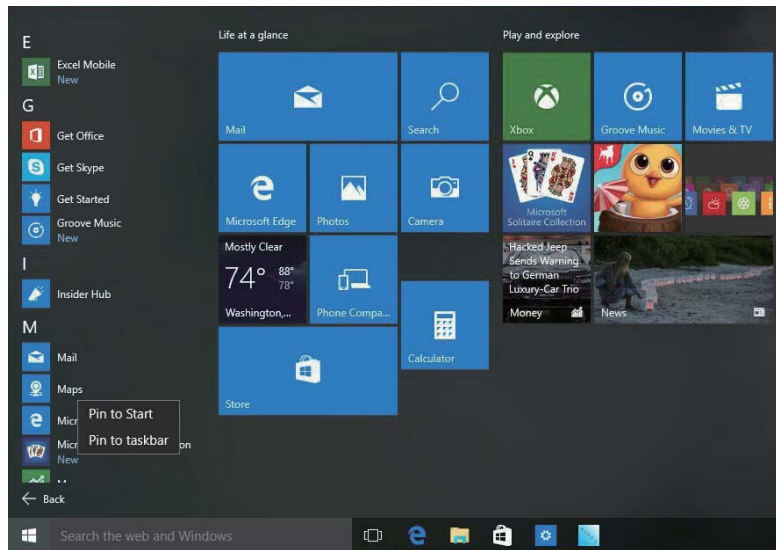 E
Excel Mobile
New
G
Get Office
Get Skype
Get Started
Groove Music
New
I
Insider Hub
M
Mail
Maps
Micr
Micr
on
New
Pin to Start
Pin to taskbar
Back
Life at a glance
Mail
Search
Microsoft Edge
Photos
Camera
Mostly Clear
74° 88°
78°
Washington,...
Phone Compa...
Calculator
Store
Play and explore
Xbox
Groove Music
Movies & TV
Microsoft
Solitaire Collection
Hacked Jeep
Sends Warning
to German
Luxury-Car Trio
Money
News
Search the web and Windows